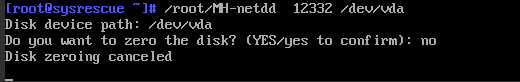 [root@sysrescue ~]# /root/MH-netdd  12332 /dev/vda
Disk device path: /dev/vda
Do you want to zero the disk? (YES/yes to confirm): no
Disk zeroing canceled